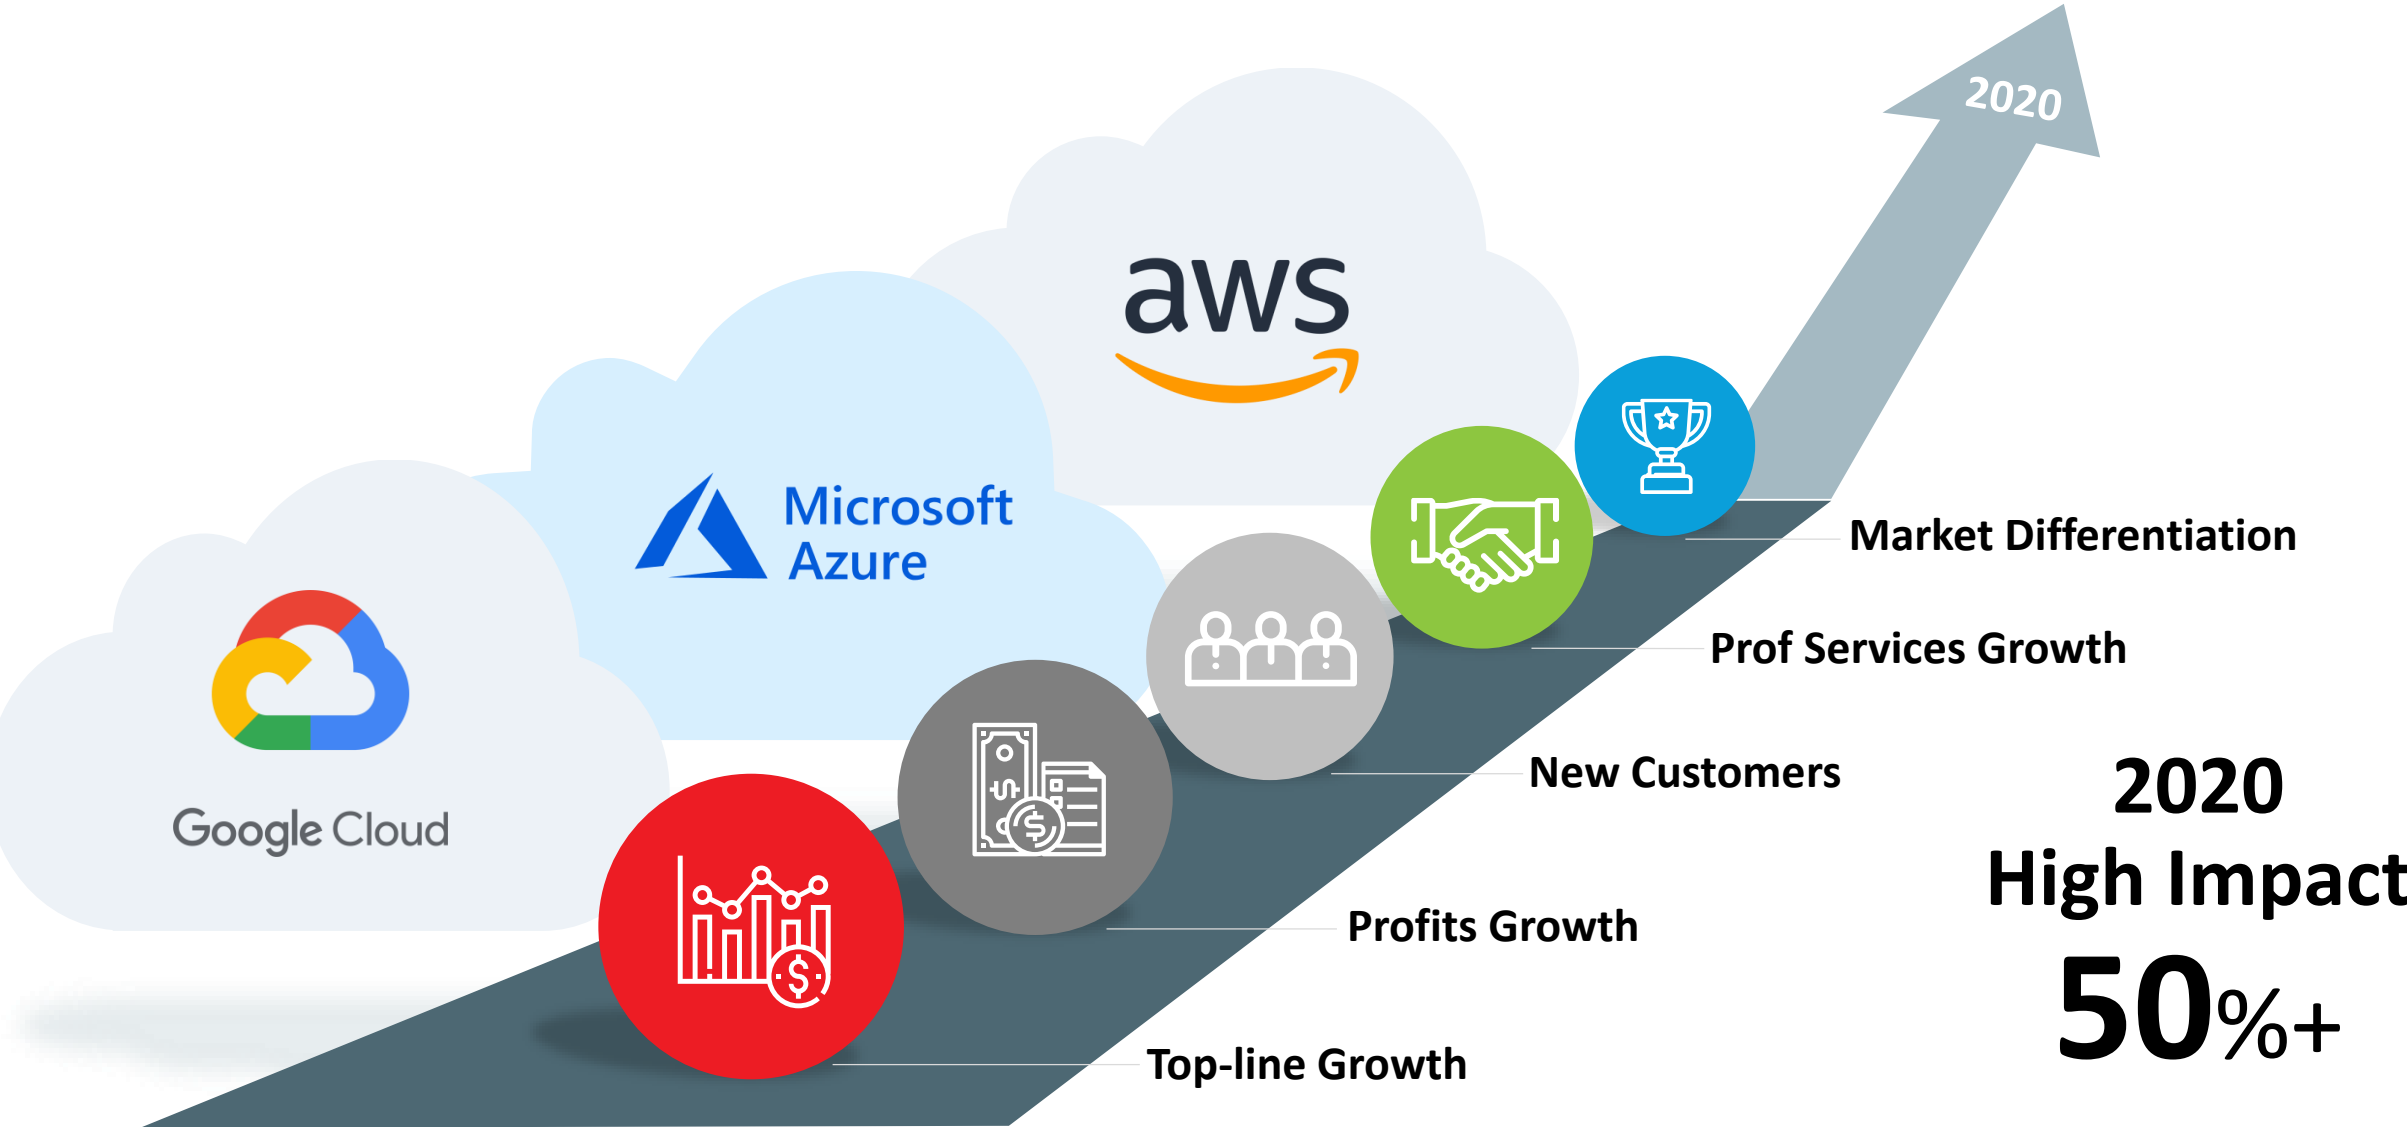 2020
aws
Microsoft
Azure
Google Cloud
Market Differentiation
Prof Services Growth
New Customers
Profits Growth
Top-line Growth
2020
High Impact
50%+